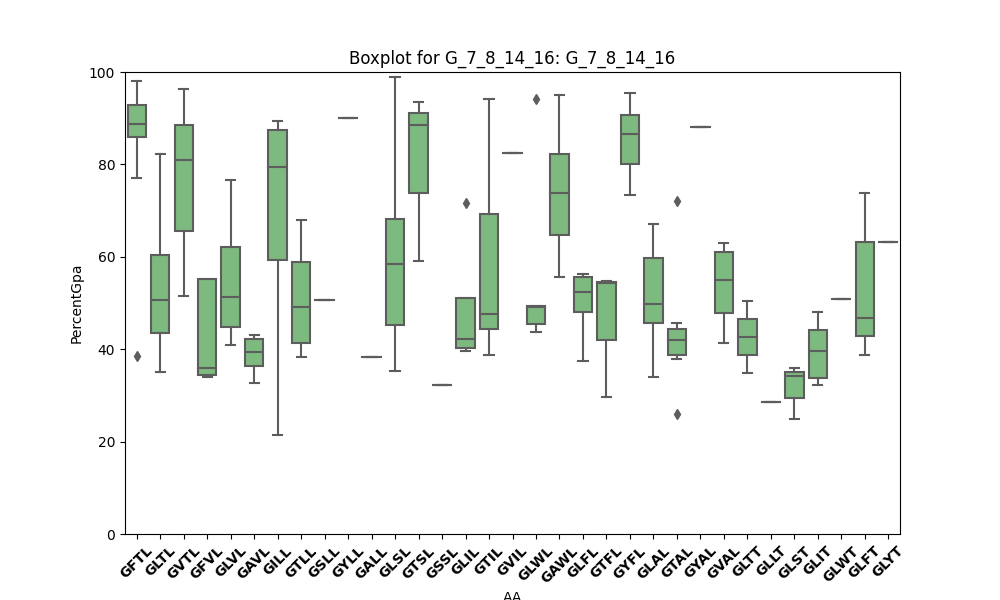 Boxplot for G_7_8_14_16: G_7_8_14_16
100
80
60
40
20
0
PercentGpa
GFTL GLTL GVTL GFVL GLVL GAVL GILL GTLL GSLL GYLL GALL GLSL GTSL GSSL GLIL GTIL GVIL GLWL GAWL GLFL GTFL GYFL GLAL GTAL GYAL GVAL GLTT GLLT GLST GLIT GLWT GLFT GLYT
AA